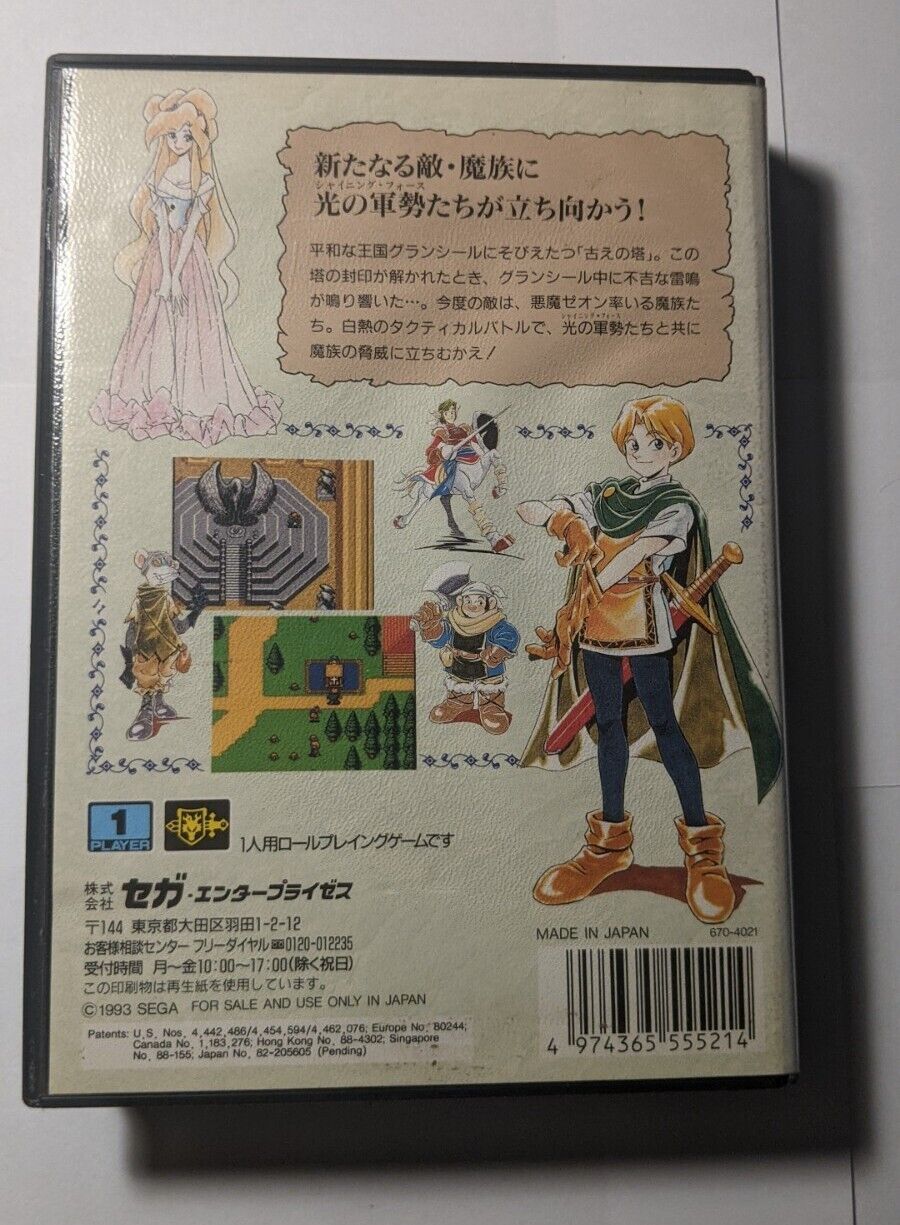 新たなる敵・魔族に
シャイニング・フォース
光の軍勢たちが立ち向かう!
平和な王国グランシールにそびえたつ「古えの塔」。この
塔の封印が解かれたとき、グランシール中に不吉な雷鳴
が鳴り響いた…。今度の敵は、悪魔ゼオン率いる魔族た
シャイニング・フォース
ち。白熱のタクティカルバトルで、光の軍勢たちと共に
魔族の脅威に立ちむかえ!
1
PLAYER
1人用ロールプレイングゲームです
株式会社 セガ・エンタープライゼス
〒144 東京都大田区羽田1-2-12
お客様相談センター フリーダイヤル 0120-012235
受付時間 月〜金10:00〜17:00(除く祝日)
この印刷物は再生紙を使用しています。
©1993 SEGA FOR SALE AND USE ONLY IN JAPAN
Patents: U.S. Nos. 4,442,486/4,454,594/4,462,076; Europe No. 80244;
Canada No. 1,183,276; Hong Kong No. 88-4302; Singapore
No. 88-155; Japan No. 82-205605 (Pending)
MADE IN JAPAN
670-4021
4 974365 555214